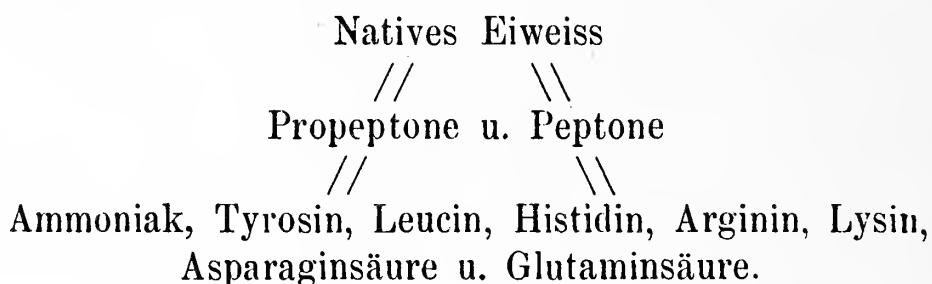 Natives Eiweiss
Propeptone u. Peptone
Ammoniak, Tyrosin, Leucin, Histidin, Arginin, Lysin,
Asparaginsäure u. Glutaminsäure.